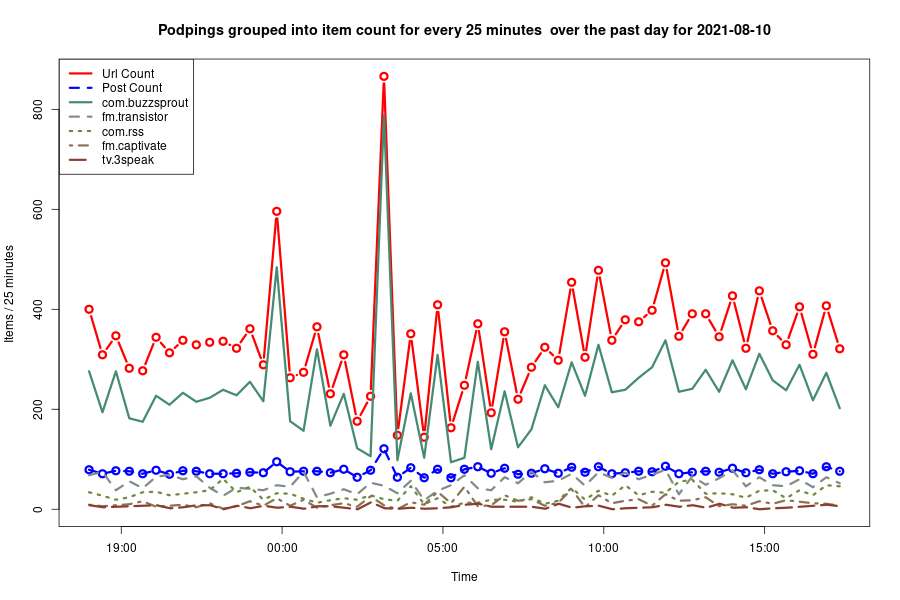 Podpings grouped into item count for every 25 minutes  over the past day for 2021-08-10
Url Count
Post Count
com.buzzsprout
fm.transistor
com.rss
fm.captivate
tv.3speak
Items / 25 minutes
800
600
400
200
0
19:00 00:00 05:00 10:00 15:00
Time